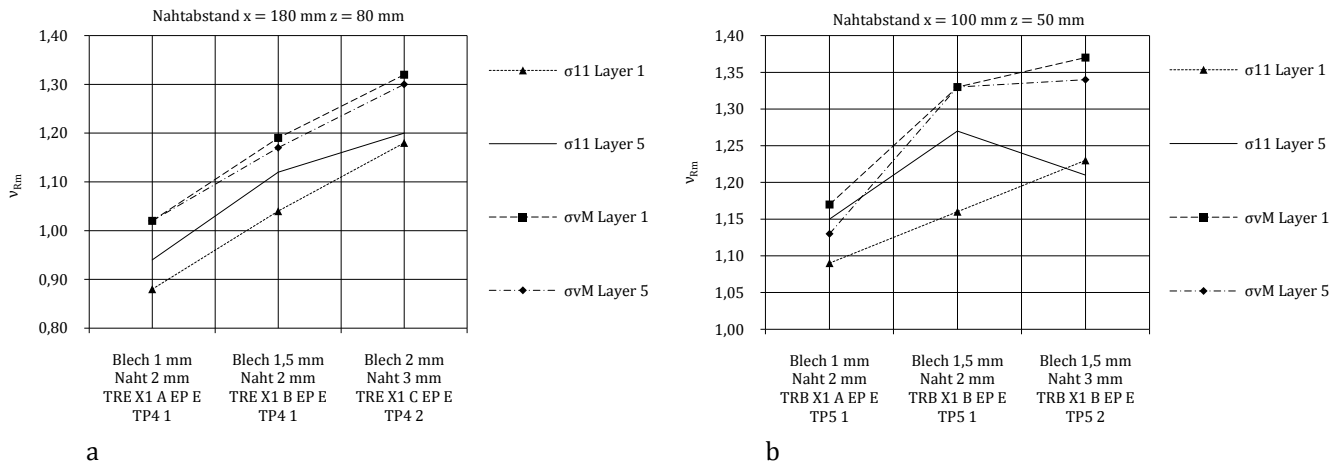 Nahtabstand x = 180 mm z = 80 mm
1,40
1,30
1,20
1,10
1,00
0,90
0,80
νRm
Blech 1 mm
Naht 2 mm
TRE X1 A EP E
TP4 1
Blech 1,5 mm
Naht 2 mm
TRE X1 B EP E
TP4 1
Blech 2 mm
Naht 3 mm
TRE X1 C EP E
TP4 2
σ11 Layer 1
σ11 Layer 5
σvM Layer 1
σvM Layer 5
a
Nahtabstand x = 100 mm z = 50 mm
1,40
1,35
1,30
1,25
1,20
1,15
1,10
1,05
1,00
νRm
Blech 1 mm
Naht 2 mm
TRB X1 A EP E
TP5 1
Blech 1,5 mm
Naht 2 mm
TRB X1 B EP E
TP5 1
Blech 1,5 mm
Naht 3 mm
TRB X1 B EP E
TP5 2
σ11 Layer 1
σ11 Layer 5
σvM Layer 1
σvM Layer 5
b